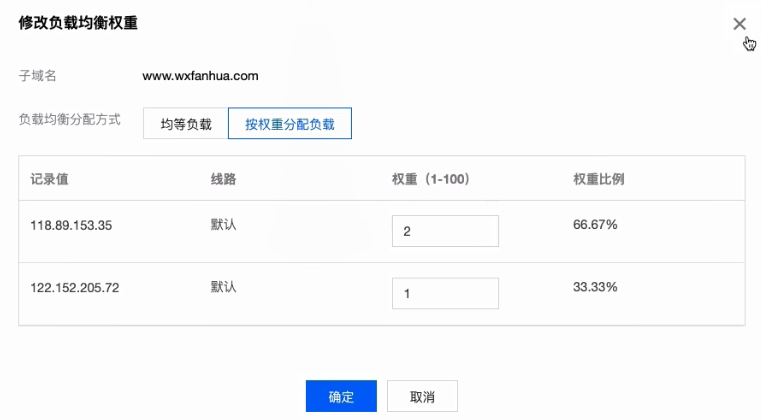 修改负载均衡权重
子域名 www.wxfanhua.com
负载均衡分配方式 均等负载 按权重分配负载
记录值 线路 权重（1-100） 权重比例
118.89.153.35 默认 2 66.67%
122.152.205.72 默认 1 33.33%
确定 取消